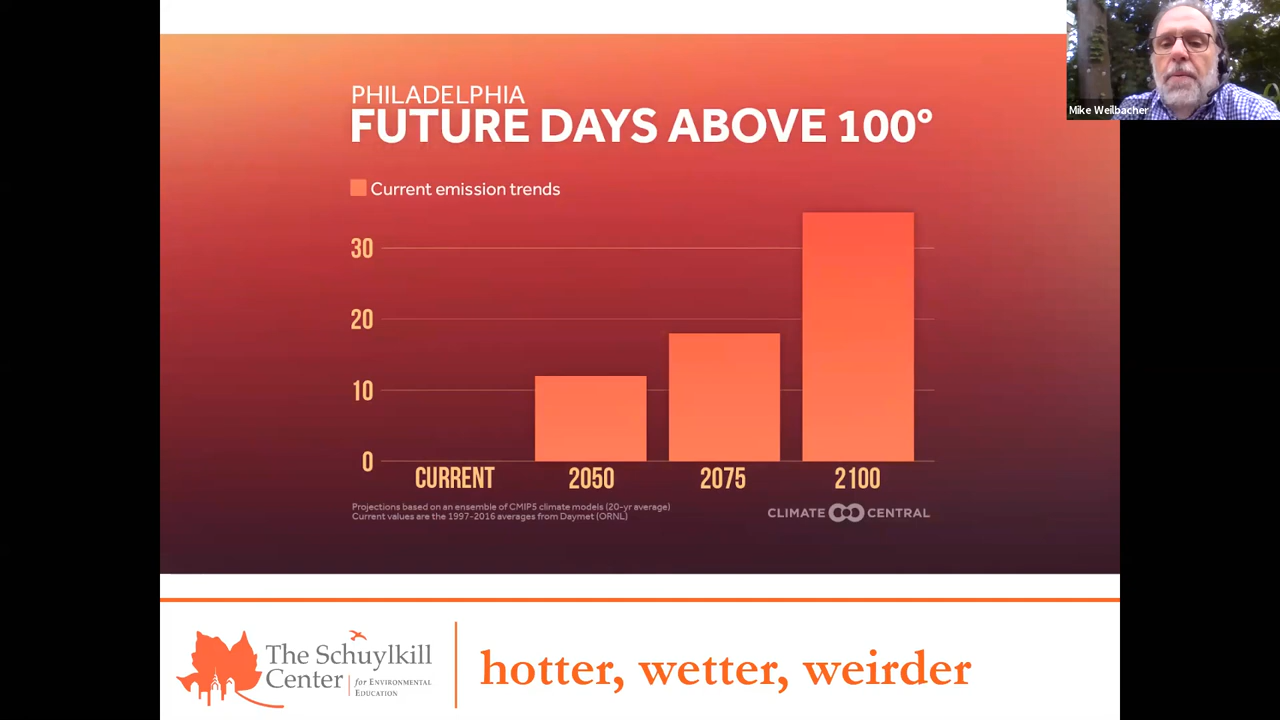 Mike Weilbacher
PHILADELPHIA
FUTURE DAYS ABOVE 100°
Current emission trends
30
20
10
0
CURRENT 2050 2075 2100
Projections based on an ensemble of CMIP5 climate models (20-yr average)
Current values are the 1997-2016 averages from Daymet (ORNL)
CLIMATE CENTRAL
The Schuylkill
Center for Environmental
Education
hotter, wetter, weirder